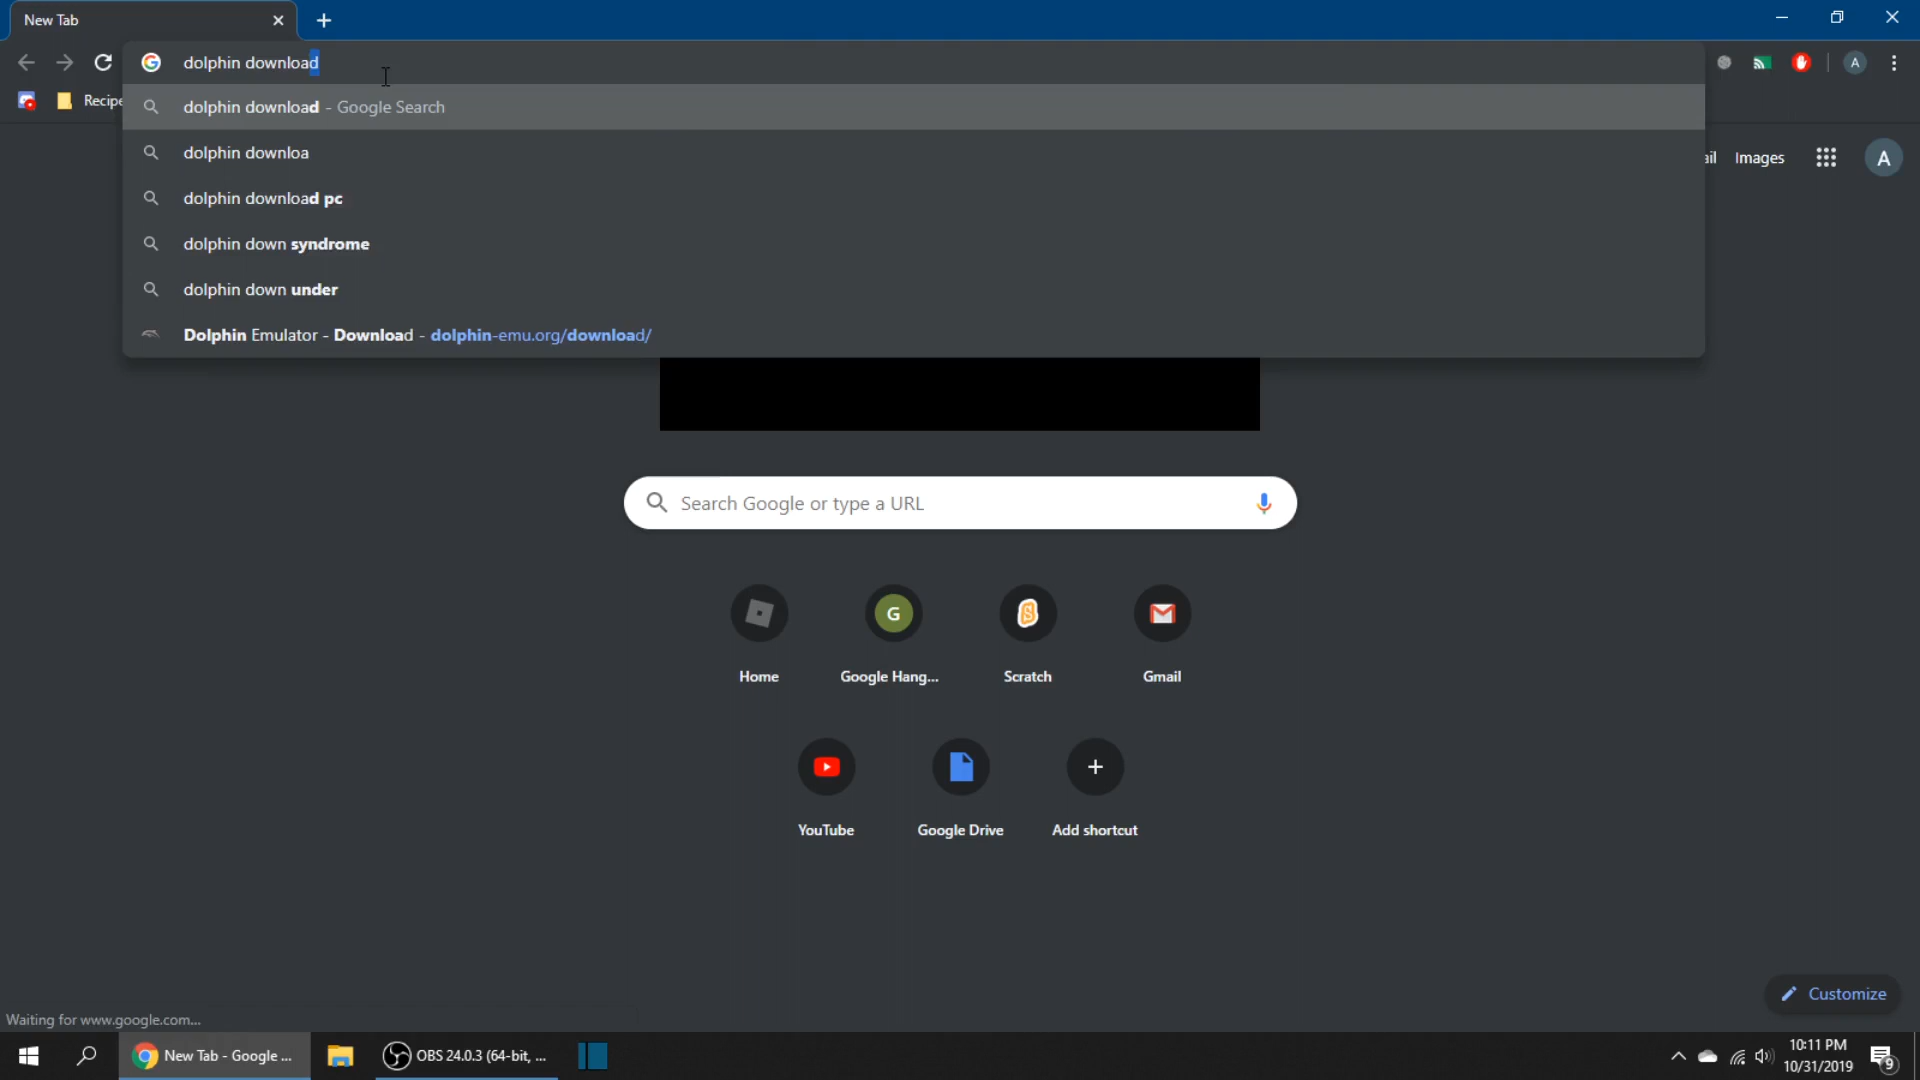 New Tab
dolphin download
Recipe
dolphin download - Google Search
dolphin downloa
dolphin download pc
dolphin down syndrome
dolphin down under
Dolphin Emulator - Download - dolphin-emu.org/download/
ail Images A
A
Search Google or type a URL
G
Home Google Hang... Scratch Gmail
YouTube Google Drive Add shortcut
Customize
Waiting for www.google.com...
New Tab - Google ...
OBS 24.0.3 (64-bit, ...
10:11 PM
10/31/2019
9